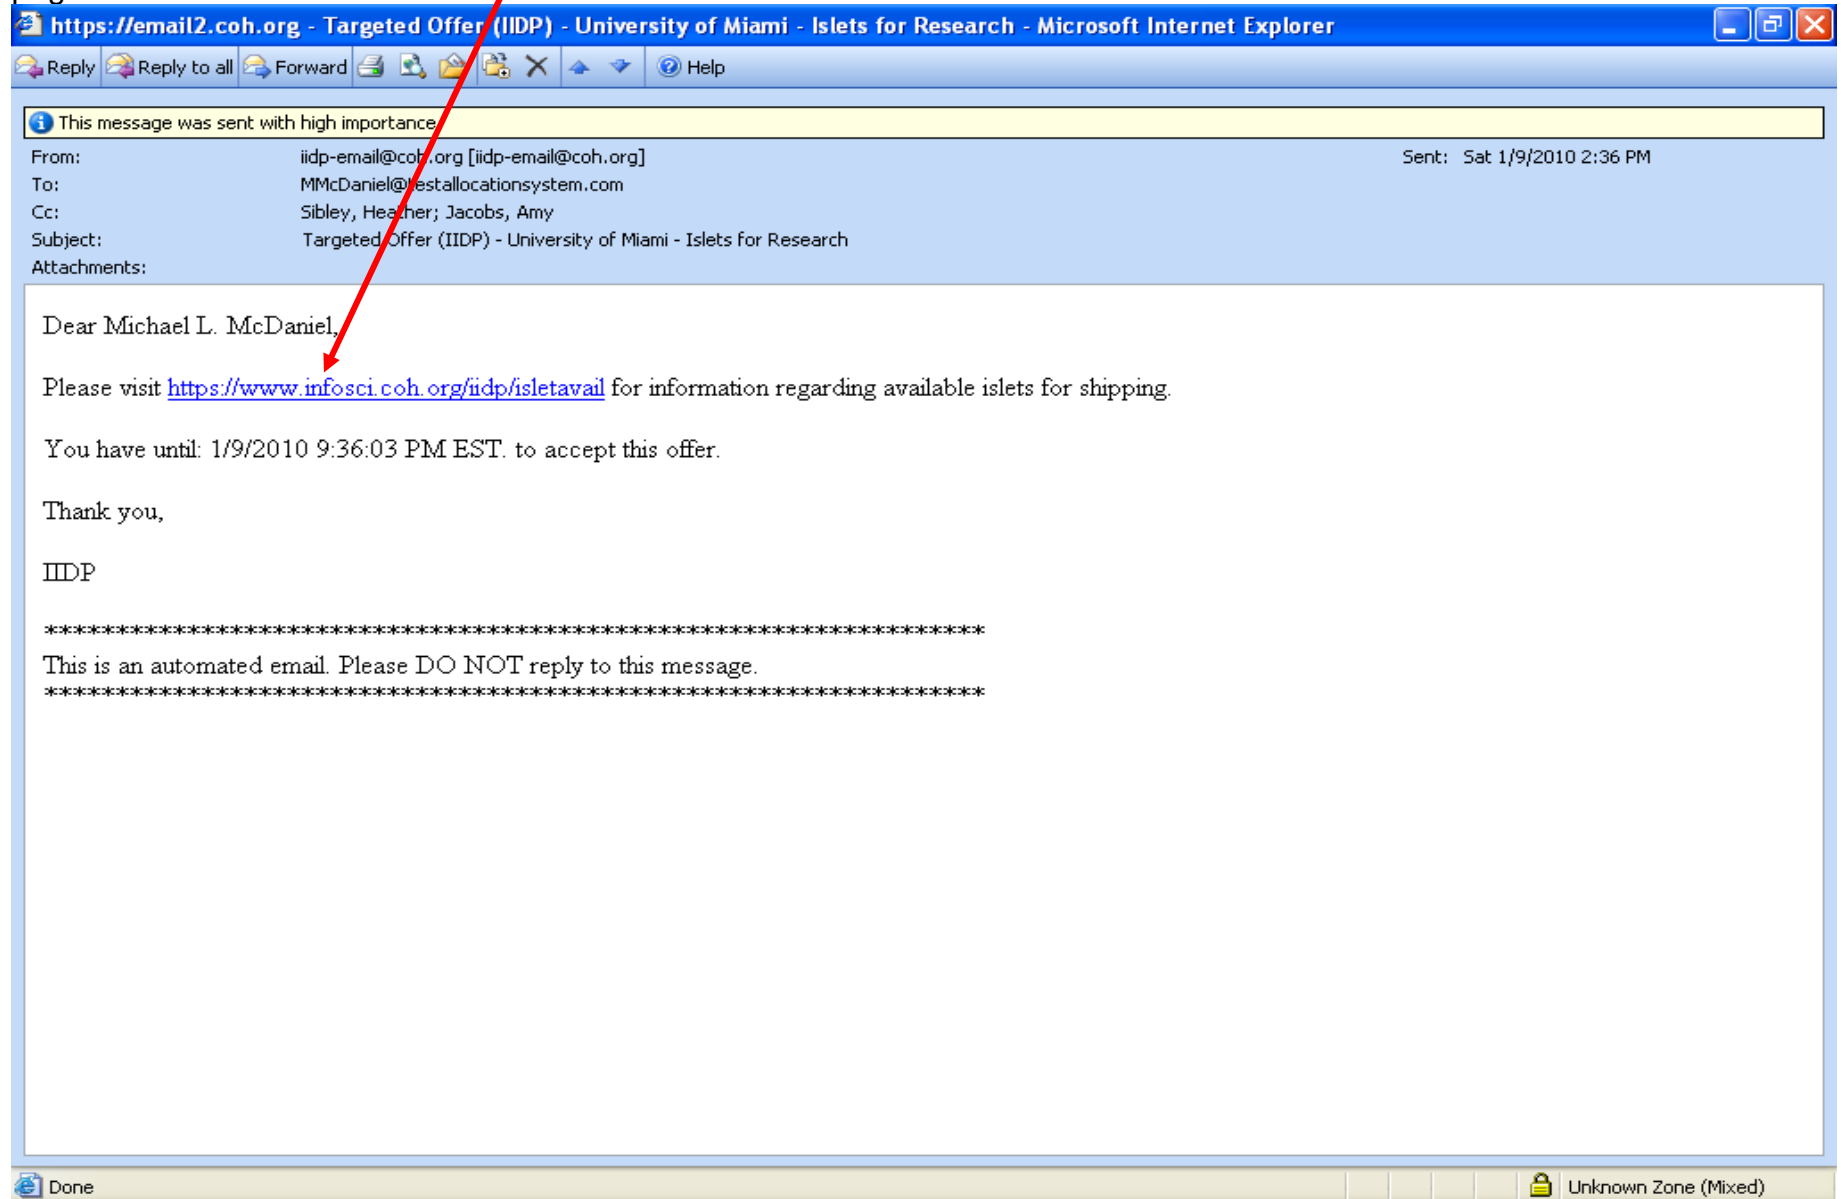 https://email2.coh.org - Targeted Offer (IIDP) - University of Miami - Islets for Research - Microsoft Internet Explorer
Reply Reply to all Forward Help
This message was sent with high importance.
From: iidp-email@coh.org [iidp-email@coh.org] Sent: Sat 1/9/2010 2:36 PM
To: MMcDaniel@testallocationsystem.com
Cc: Sibley, Heather; Jacobs, Amy
Subject: Targeted Offer (IIDP) - University of Miami - Islets for Research
Attachments:
Dear Michael L. McDaniel,
Please visit https://www.infosci.coh.org/iidp/isletavail for information regarding available islets for shipping.
You have until: 1/9/2010 9:36:03 PM EST. to accept this offer.
Thank you,
IIDP
******************************************************************************
This is an automated email. Please DO NOT reply to this message.
******************************************************************************
Done Unknown Zone (Mixed)